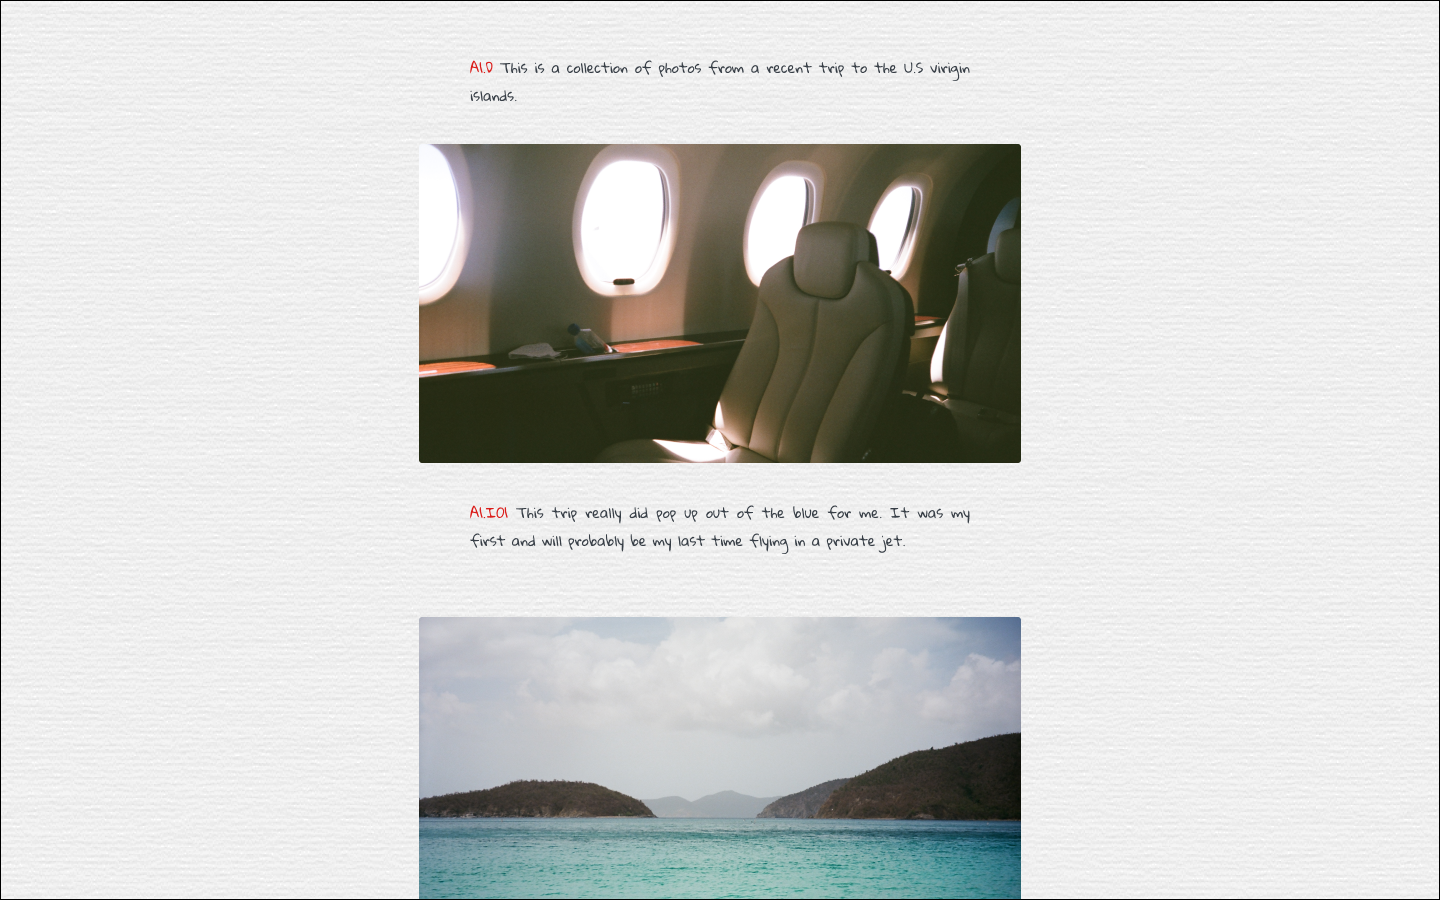 A1.0 This is a collection of photos from a recent trip to the U.S virigin
islands.
A1.I01 This trip really did pop up out of the blue for me. It was my
first and will probably be my last time flying in a private jet.